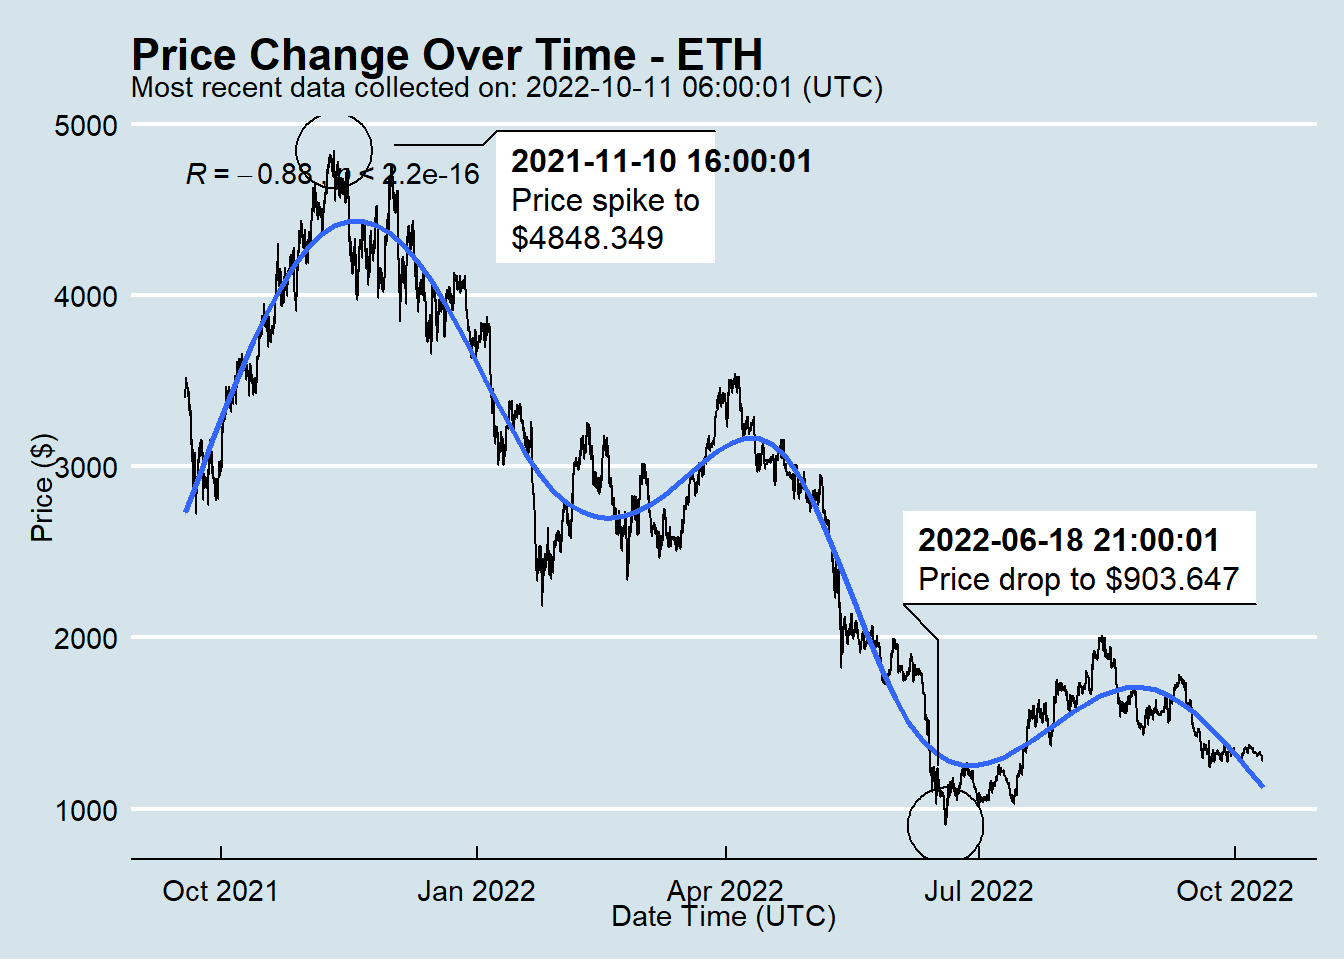 Price Change Over Time - ETH
Most recent data collected on: 2022-10-11 06:00:01 (UTC)
5000
R = −0.88, p < 2.2e-16
2021-11-10 16:00:01
Price spike to
$4848.349
4000
3000
Price ($)
2022-06-18 21:00:01
Price drop to $903.647
2000
1000
Oct 2021 Jan 2022 Apr 2022 Jul 2022 Oct 2022
Date Time (UTC)